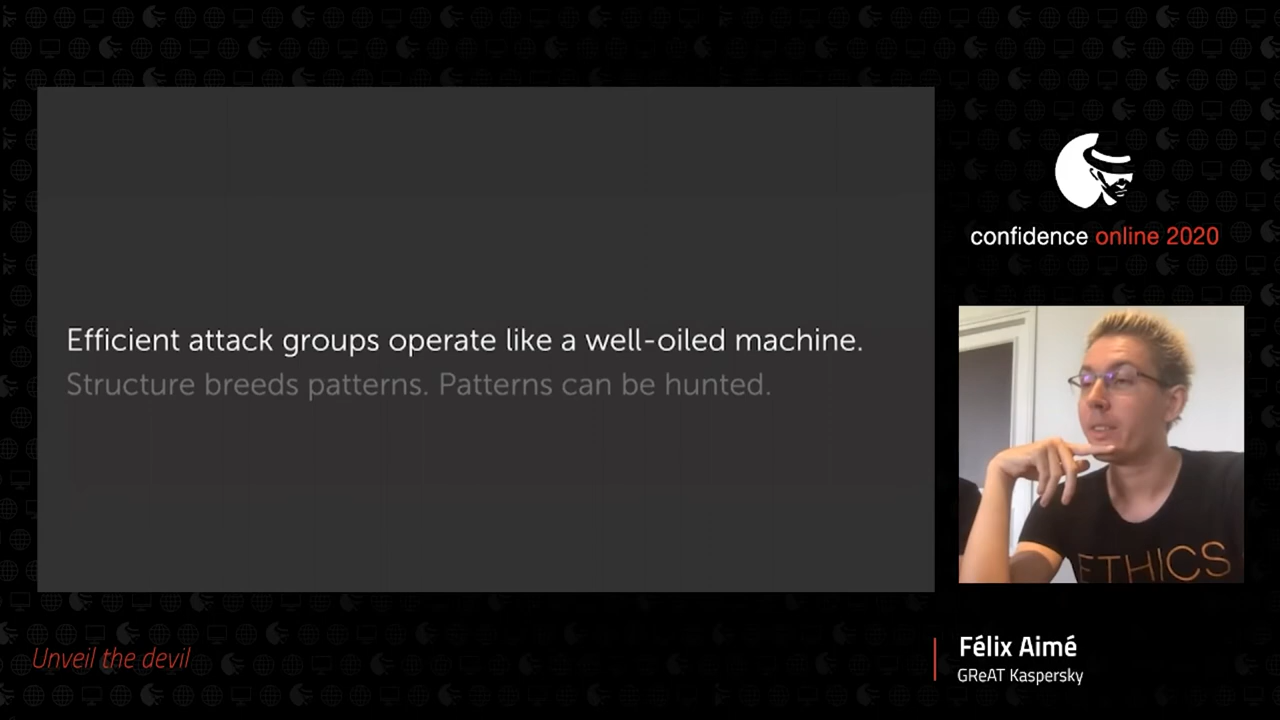 Efficient attack groups operate like a well-oiled machine.
Structure breeds patterns. Patterns can be hunted.
confidence online 2020
ETHICS
Unveil the devil
Félix Aimé
GReAT Kaspersky